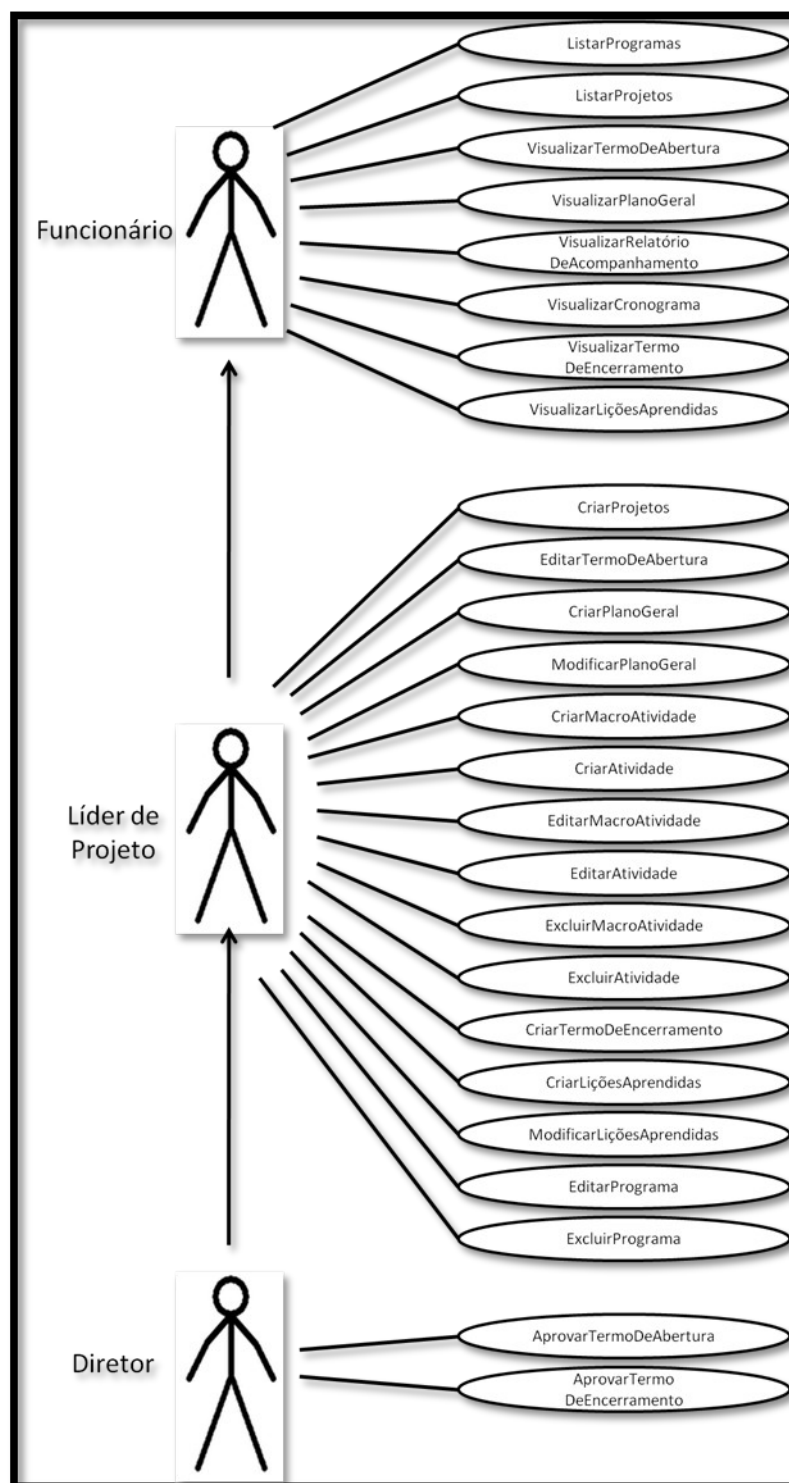 ListarProgramas
ListarProjetos
VisualizarTermoDeAbertura
VisualizarPlanoGeral
Funcionário
VisualizarRelatório
DeAcompanhamento
VisualizarCronograma
VisualizarTermo
DeEncerramento
VisualizarLiçõesAprendidas
CriarProjetos
EditarTermoDeAbertura
CriarPlanoGeral
ModificarPlanoGeral
CriarMacroAtividade
CriarAtividade
Líder de
Projeto
EditarMacroAtividade
EditarAtividade
ExcluirMacroAtividade
ExcluirAtividade
CriarTermoDeEncerramento
CriarLiçõesAprendidas
ModificarLiçõesAprendidas
EditarPrograma
ExcluirPrograma
Diretor
AprovarTermoDeAbertura
AprovarTermo
DeEncerramento